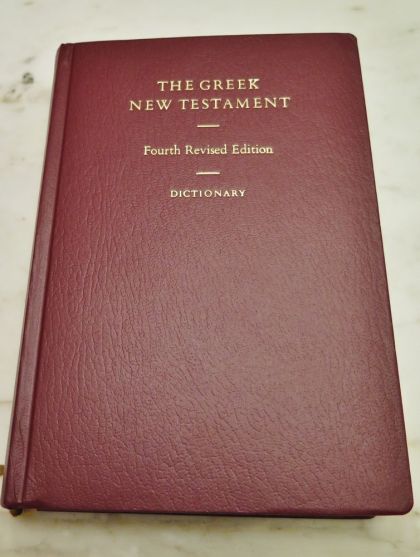 THE GREEK
NEW TESTAMENT
Fourth Revised Edition
DICTIONARY